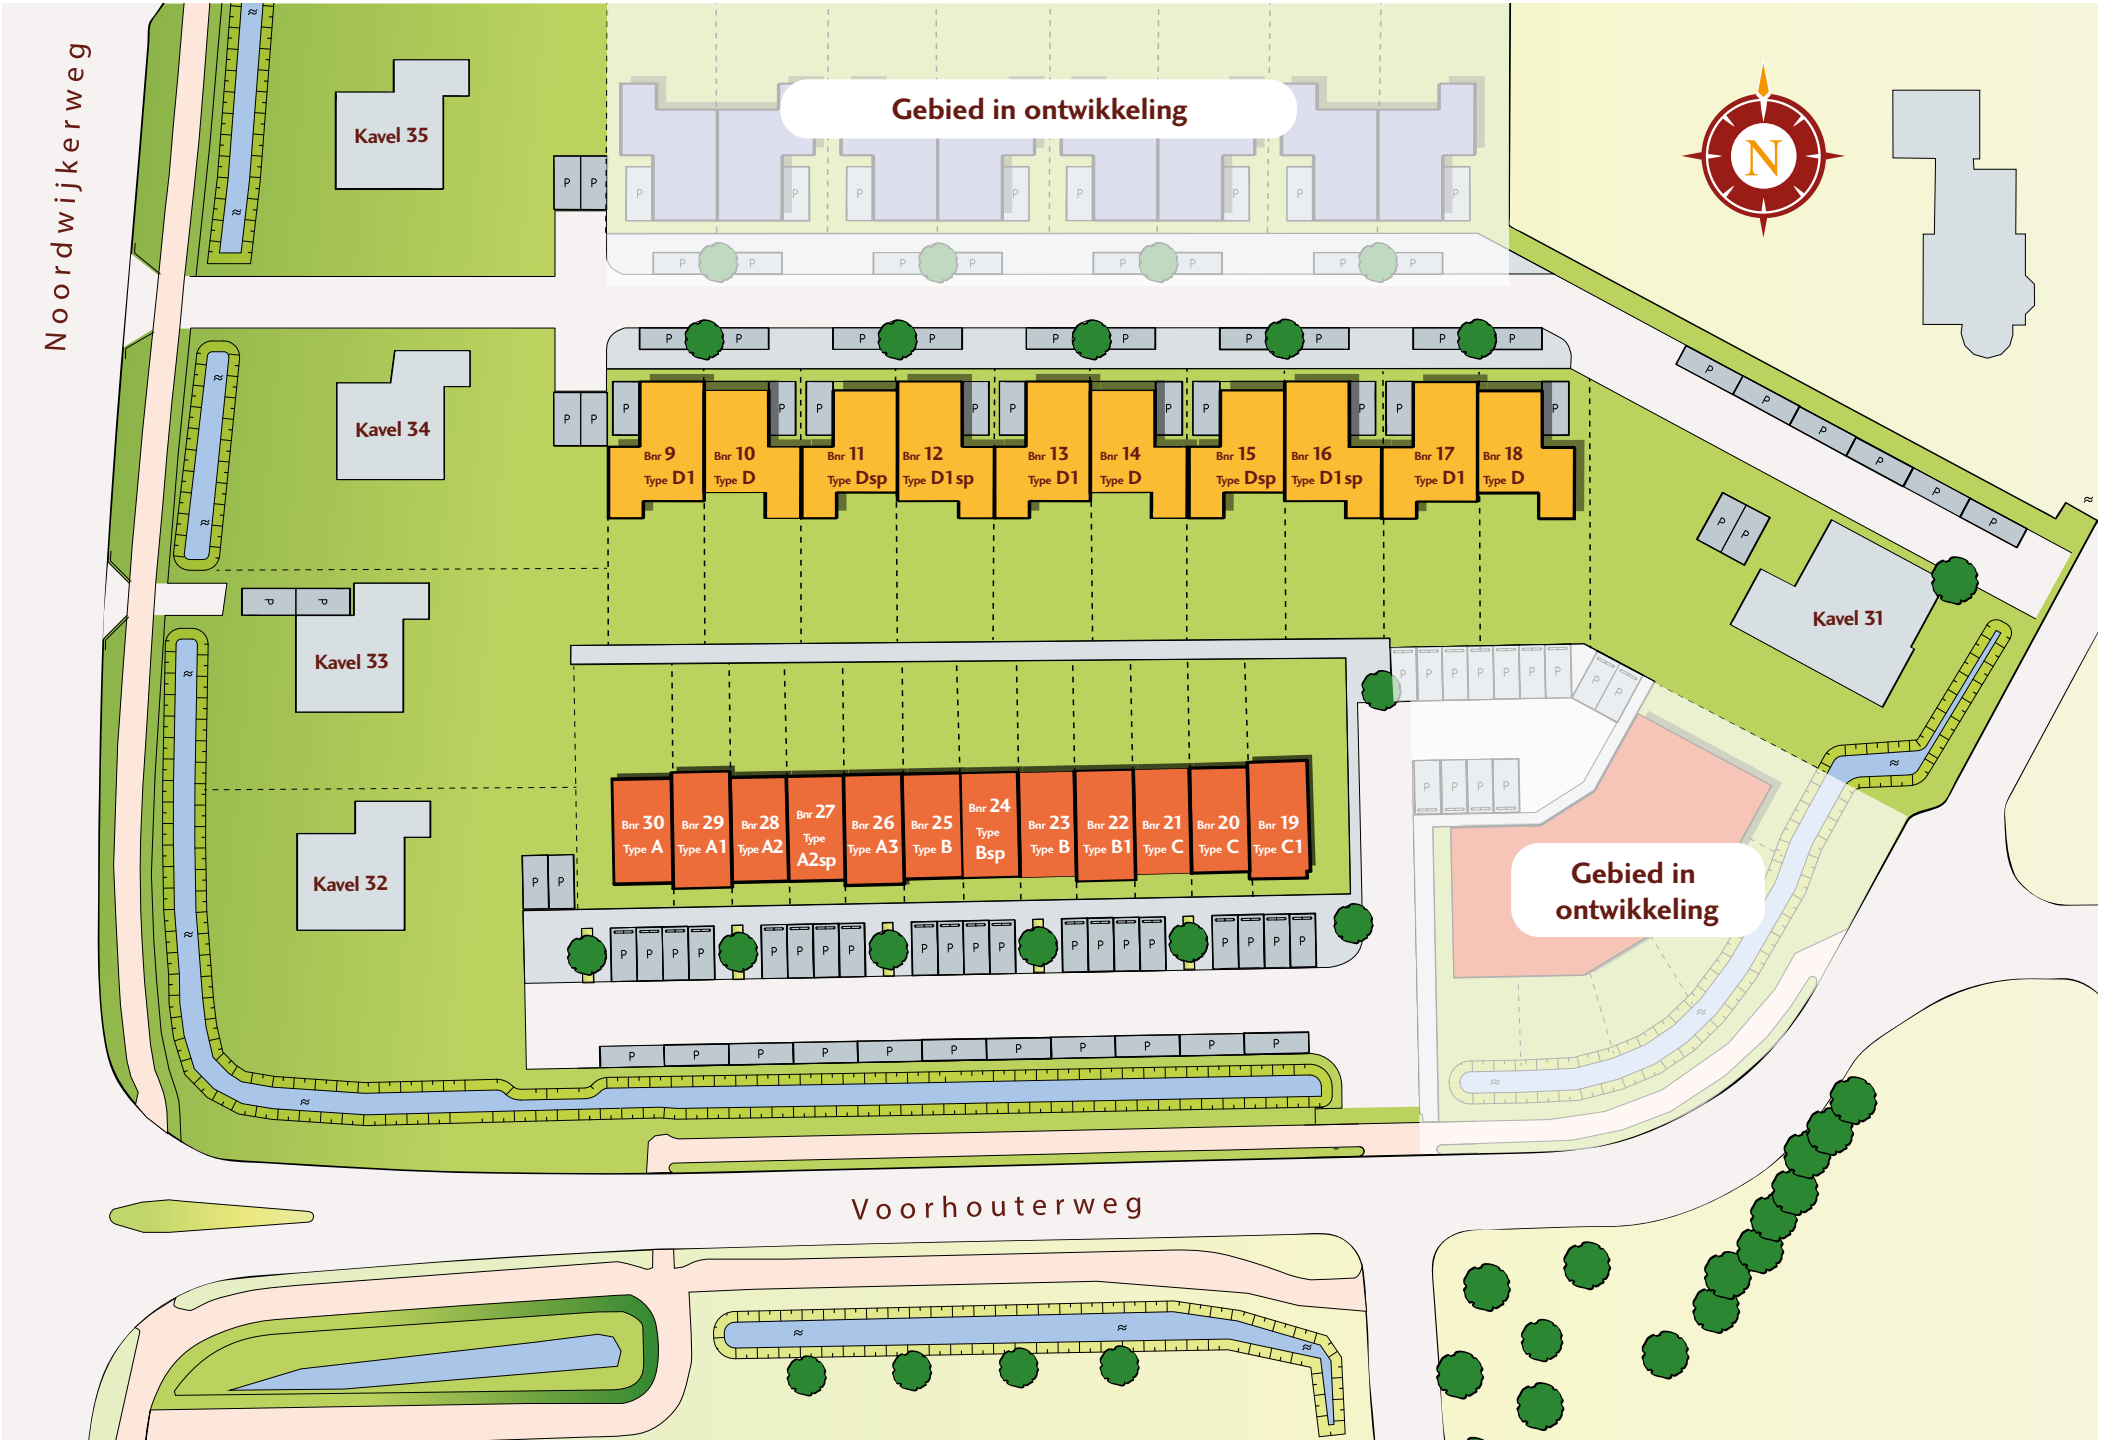 Noordwijkerweg
Kavel 35
Gebied in ontwikkeling
N
P P
P P P P P P P P
P P P P P P P P
P P P P P P P P P P
Kavel 34
P P
P P P P P P P P P P
Bnr 9
Type D1
Bnr 10
Type D
Bnr 11
Type Dsp
Bnr 12
Type D1sp
Bnr 13
Type D1
Bnr 14
Type D
Bnr 15
Type Dsp
Bnr 16
Type D1sp
Bnr 17
Type D1
Bnr 18
Type D
P P P P P P
P P
Kavel 31
P P
Kavel 33
P P P P P P P P P
P P P P
Bnr 30
Type A
Bnr 29
Type A1
Bnr 28
Type A2
Bnr 27
Type
A2sp
Bnr 26
Type A3
Bnr 25
Type B
Bnr 24
Type
Bsp
Bnr 23
Type B
Bnr 22
Type B1
Bnr 21
Type C
Bnr 20
Type C
Bnr 19
Type C1
Gebied in
ontwikkeling
Kavel 32
P P
P P P P P P P P P P P P P P P P P P P P
P P P P P P P P P P P
Voorhouterweg